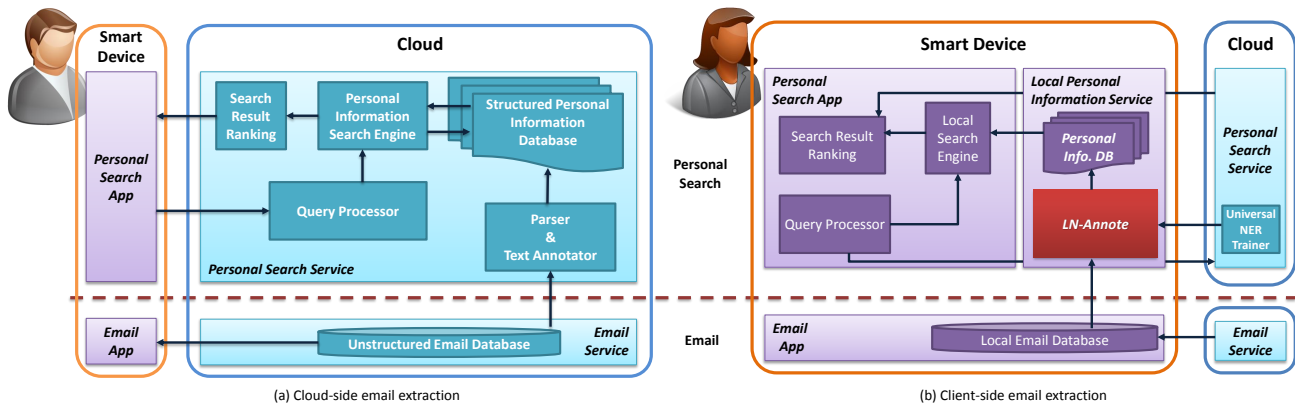 Smart
Device
Cloud
Search
Result
Ranking
Personal
Information
Search Engine
Structured Personal
Information
Database
Personal
Search
App
Query Processor
Parser
&
Text Annotator
Personal Search Service
Email
App
Unstructured Email Database
Email
Service
(a) Cloud-side email extraction
Personal
Search
Email
Smart Device
Cloud
Personal
Search App
Local Personal
Information Service
Search Result
Ranking
Local
Search
Engine
Personal
Info. DB
Personal
Search
Service
Query Processor
LN-Annote
Universal
NER
Trainer
Email
App
Local Email Database
Email
Service
(b) Client-side email extraction